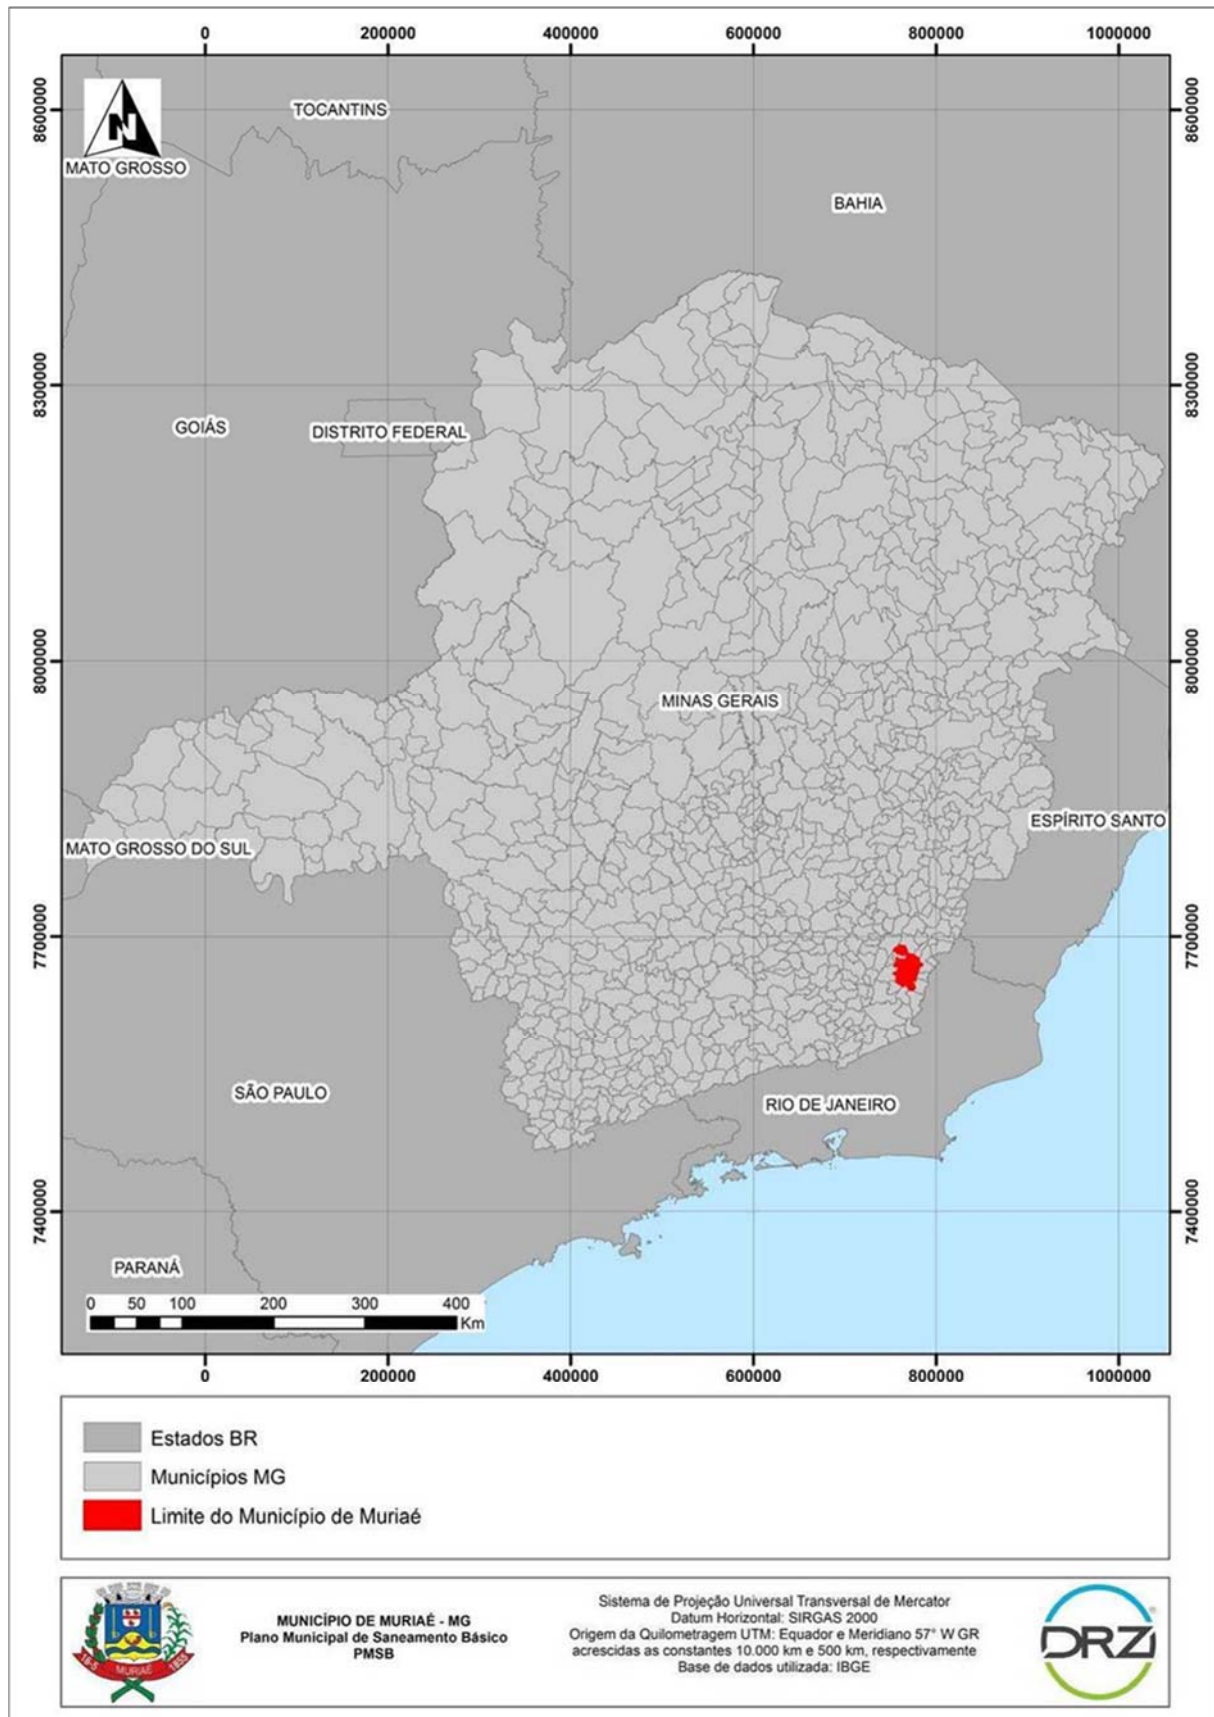 0 200000 400000 600000 800000 1000000
8600000 8600000
TOCANTINS
N
MATO GROSSO
BAHIA
8300000 8300000
GOIÁS
DISTRITO FEDERAL
8000000 8000000
MINAS GERAIS
ESPÍRITO SANTO
MATO GROSSO DO SUL
7700000 7700000
SÃO PAULO
RIO DE JANEIRO
7400000 7400000
PARANÁ
0 50 100 200 300 400
Km
0 200000 400000 600000 800000 1000000
Estados BR
Municípios MG
Limite do Município de Muriaé
MUNICÍPIO DE MURIAÉ - MG
Plano Municipal de Saneamento Básico
PMSB
Sistema de Projeção Universal Transversal de Mercator
Datum Horizontal: SIRGAS 2000
Origem da Quilometragem UTM: Equador e Meridiano 57° W GR
acrescidas as constantes 10.000 km e 500 km, respectivamente
Base de dados utilizada: IBGE
MURIAÉ
1855
DRZ
®